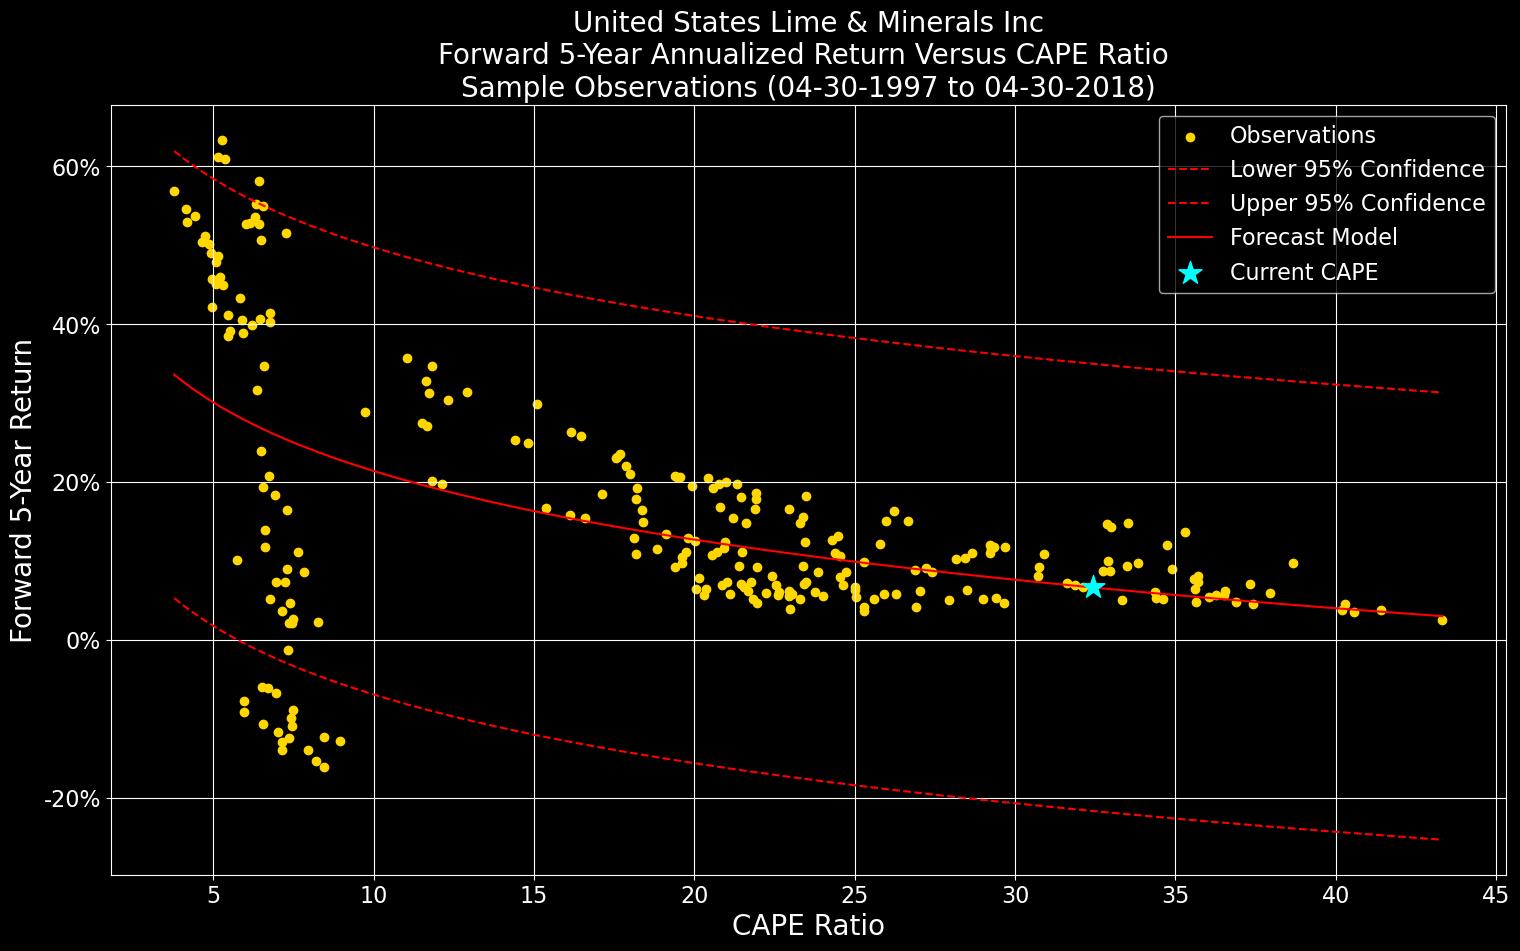 United States Lime & Minerals Inc
Forward 5-Year Annualized Return Versus CAPE Ratio
Sample Observations (04-30-1997 to 04-30-2018)
Observations
Lower 95% Confidence
Upper 95% Confidence
Forecast Model
Current CAPE
Forward 5-Year Return
60%
40%
20%
0%
-20%
5 10 15 20 25 30 35 40 45
CAPE Ratio